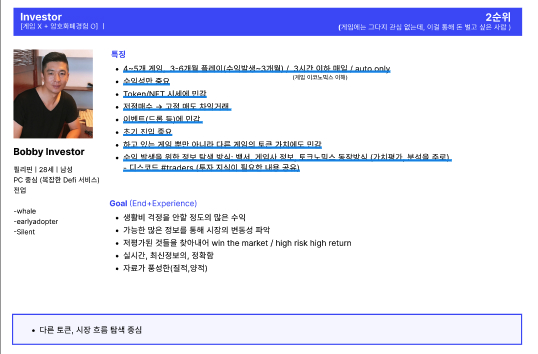 Investor
2순위
[게임 X + 암호화폐경험 O] |
(게임에는 그다지 관심 없는데, 이걸 통해 돈 벌고 싶은 사람 )
특징
• 4~5개 게임, 3-6개월 플레이(수익발생~3개월) / 3시간 이하 매일 / auto only
(게임 이코노믹스 이해)
• 수익성만 중요
• Token/NFT 시세에 민감
• 저점매수 → 고점 매도 차익거래
• 이벤트(드롭 등)에 민감
• 초기 진입 중요
• 하고 있는 게임 뿐만 아니라 다른 게임의 토큰 가치에도 민감
• 수익 발생을 위한 정보 탐색 방식: 백서, 게임사 정보, 토크노믹스 등장방식 (가치평가, 분석을 주로)
- 디스코드 #traders (투자 지식이 필요한 내용 공유)
Bobby Investor
필리핀 | 28세 | 남성
PC 중심 (복잡한 Defi 서비스)
전업
-whale
-earlyadopter
-Silent
Goal (End+Experience)
• 생활비 걱정을 안할 정도의 많은 수익
• 가능한 많은 정보를 통해 시장의 변동성 파악
• 저평가된 것들을 찾아내어 win the market / high risk high return
• 실시간, 최신정보의, 정확함
• 자료가 풍성한(질적,양적)
• 다른 토큰, 시장 흐름 탐색 중심